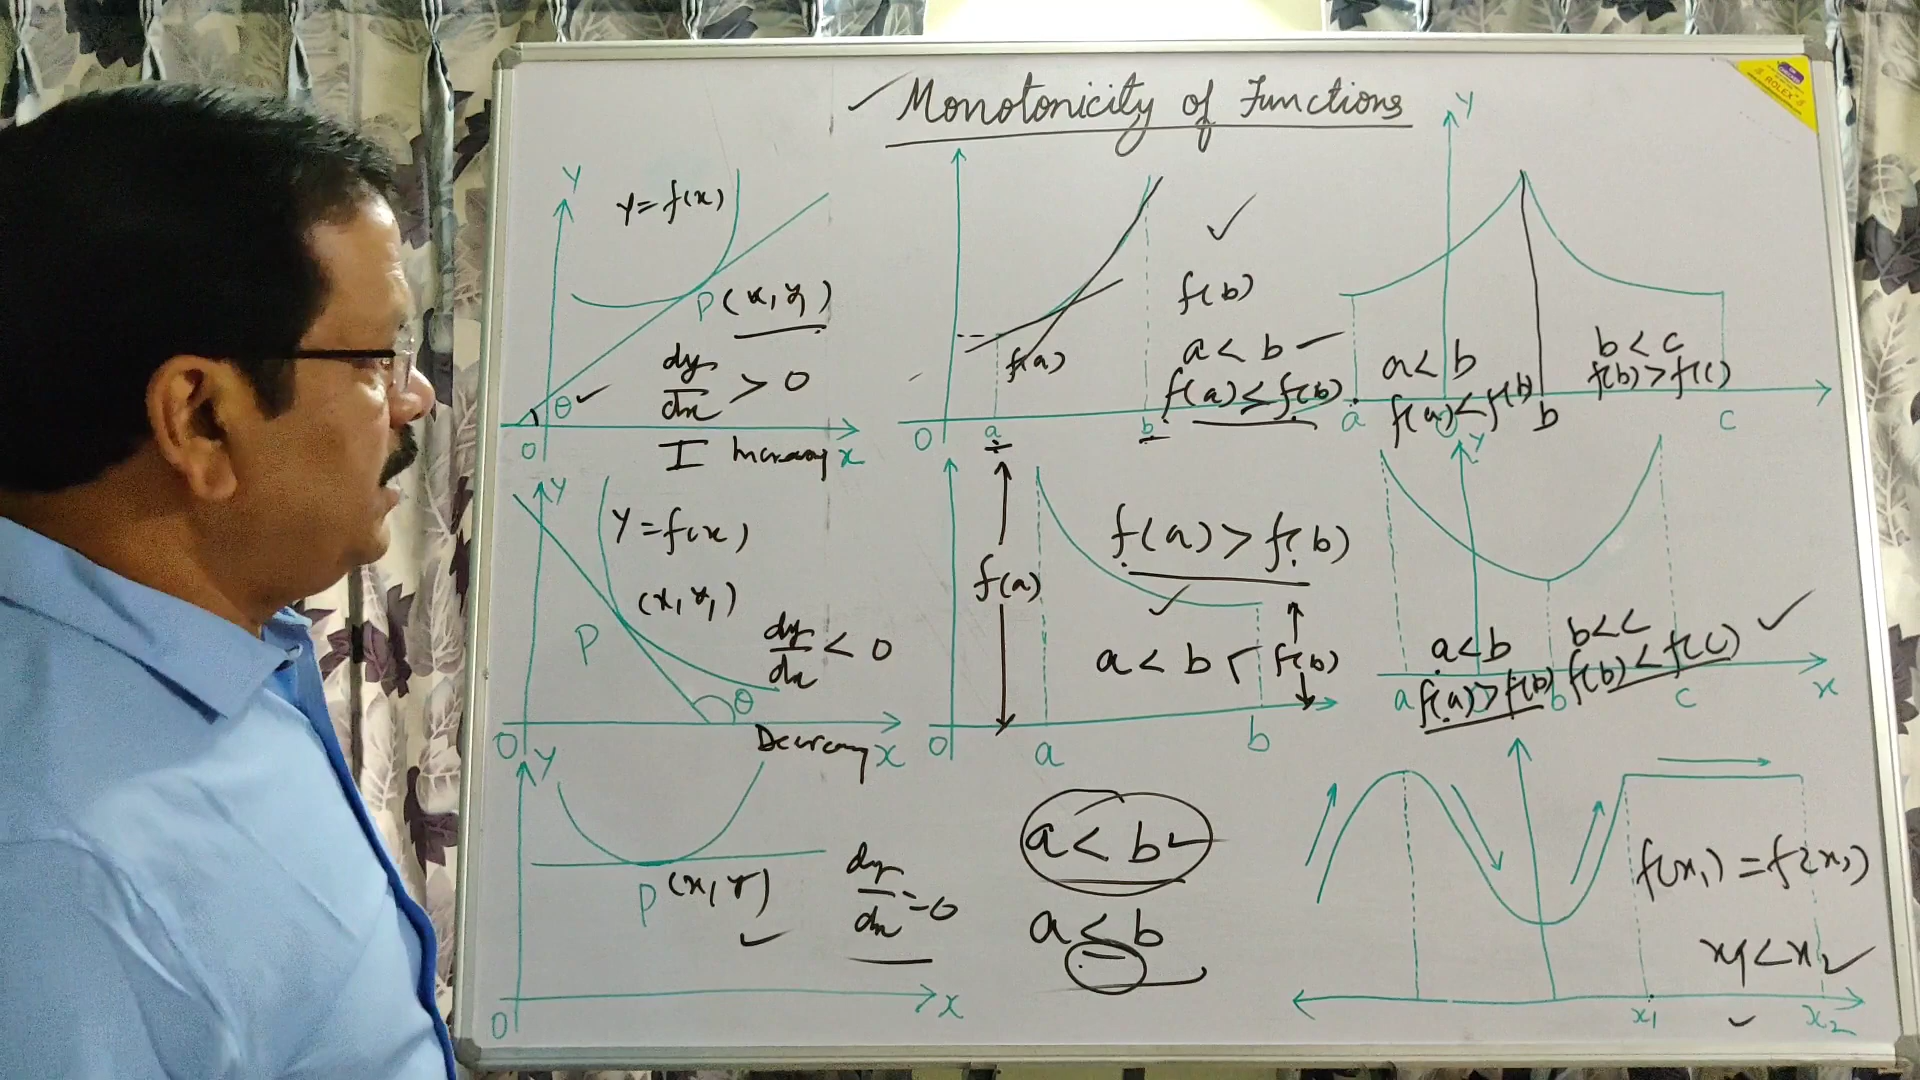 Monotonicity of Functions
Y
Y = f(x)
P (x, y)
dy/dx > 0
θ
I Increasing x
O
f(b)
a < b
f(a) ≤ f(b)
f(a)
O a b
Y
a < b
f(a) < f(b)
b < c
f(b) > f(c)
a b c
Y
Y = f(x)
(x, y,)
P
dy/dx < 0
θ
O Decreasing x
f(a) > f(b)
f(a)
a < b
f(b)
O a b
Y
a < b
f(a) > f(b)
b < c
f(b) < f(c)
a b c x
Y
P (x, y)
dy/dx = 0
O x
a < b
a ≤ b
f(x1) = f(x2)
x1 < x2
x1 x2
ROLEX